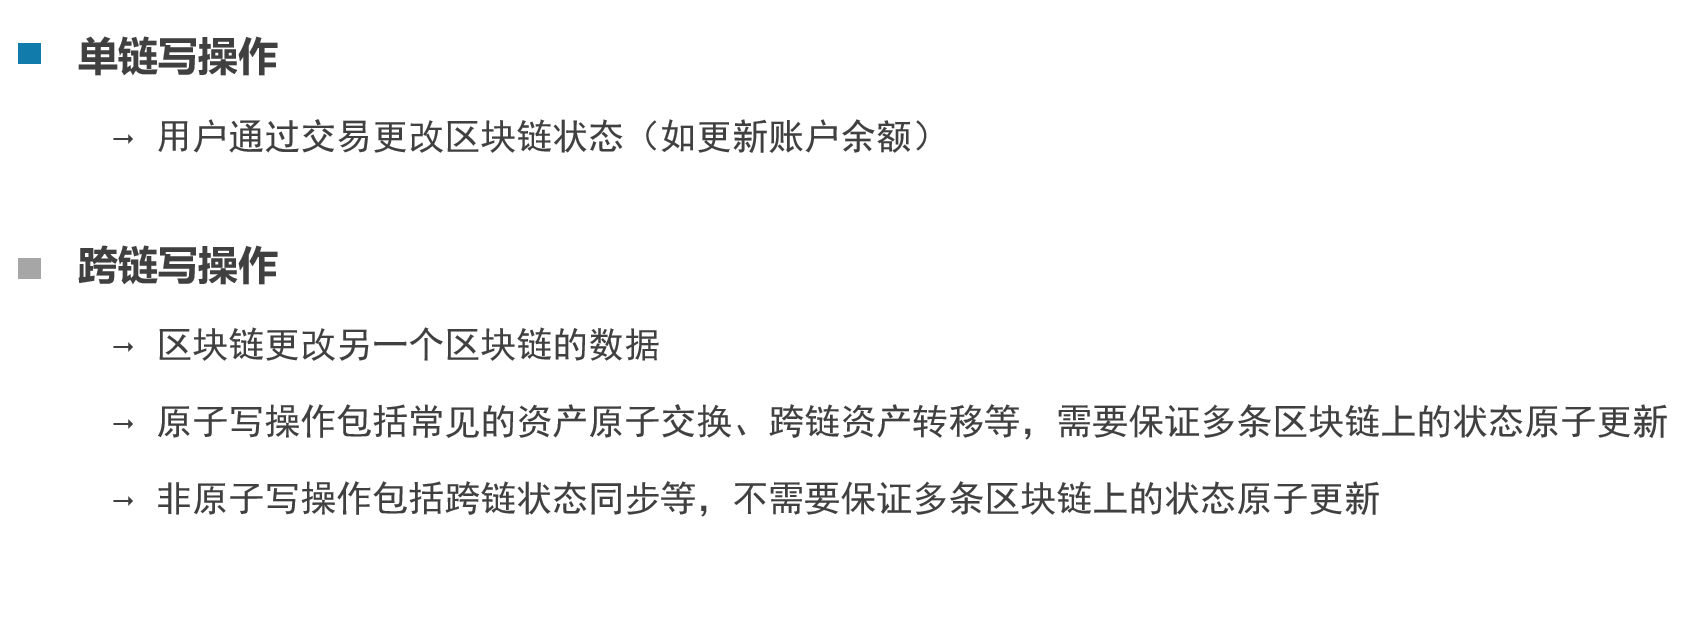 单链写操作
→ 用户通过交易更改区块链状态（如更新账户余额）
跨链写操作
→ 区块链更改另一个区块链的数据
→ 原子写操作包括常见的资产原子交换、跨链资产转移等，需要保证多条区块链上的状态原子更新
→ 非原子写操作包括跨链状态同步等，不需要保证多条区块链上的状态原子更新